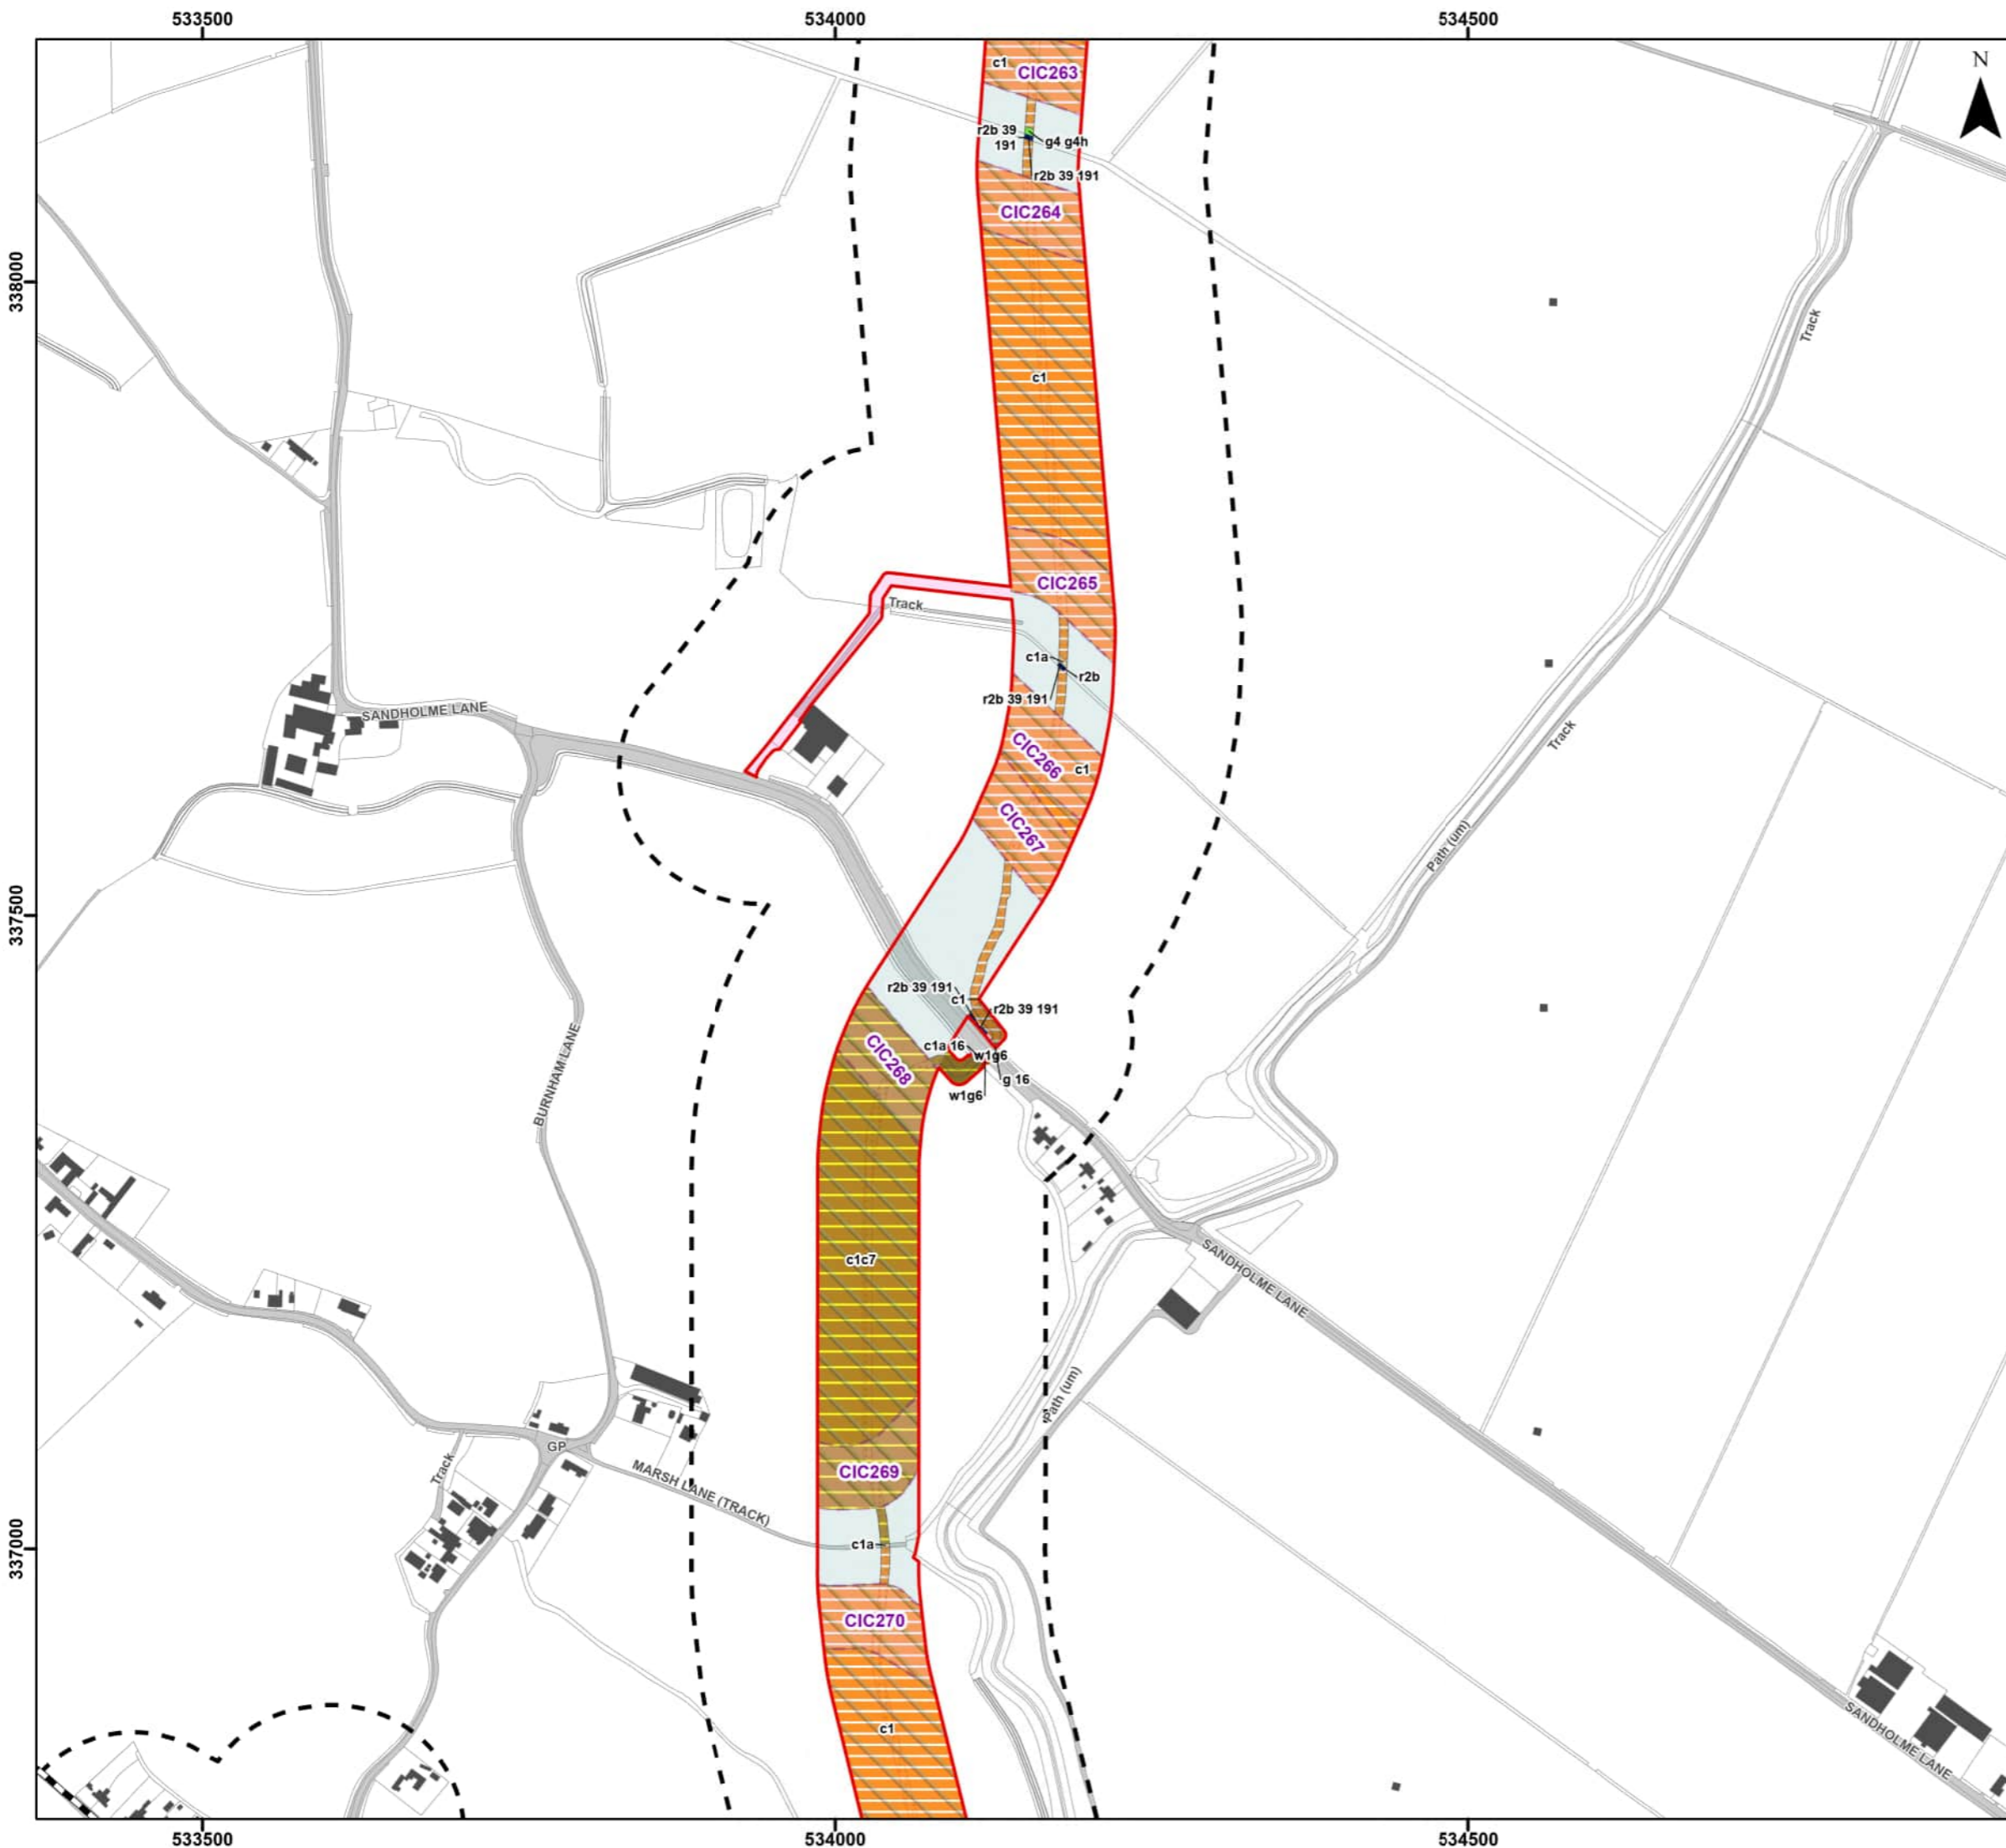 533500
534000
534500
N
c1
CIC263
r2b 39
191
g4 g4h
r2b 39 191
CIC264
338000
Track
c1
CIC265
Track
c1a
r2b
r2b 39 191
SANDHOLME LANE
CIC266
c1
Track
CIC267
Path (um)
337500
r2b 39 191
c1
r2b 39 191
CIC268
c1a 16
w1g6
g 16
w1g6
BURNHAM LANE
SANDHOLME LANE
c1c7
Path (um)
GP
Track
MARSH LANE (TRACK)
CIC269
c1a
337000
CIC270
c1
SANDHOLME LANE
533500
534000
534500